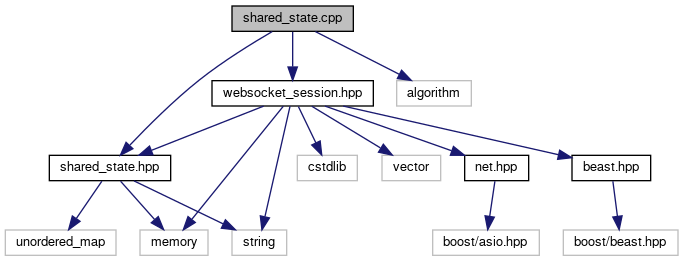 shared_state.cpp
websocket_session.hpp
algorithm
shared_state.hpp
cstdlib
vector
net.hpp
beast.hpp
unordered_map
memory
string
boost/asio.hpp
boost/beast.hpp